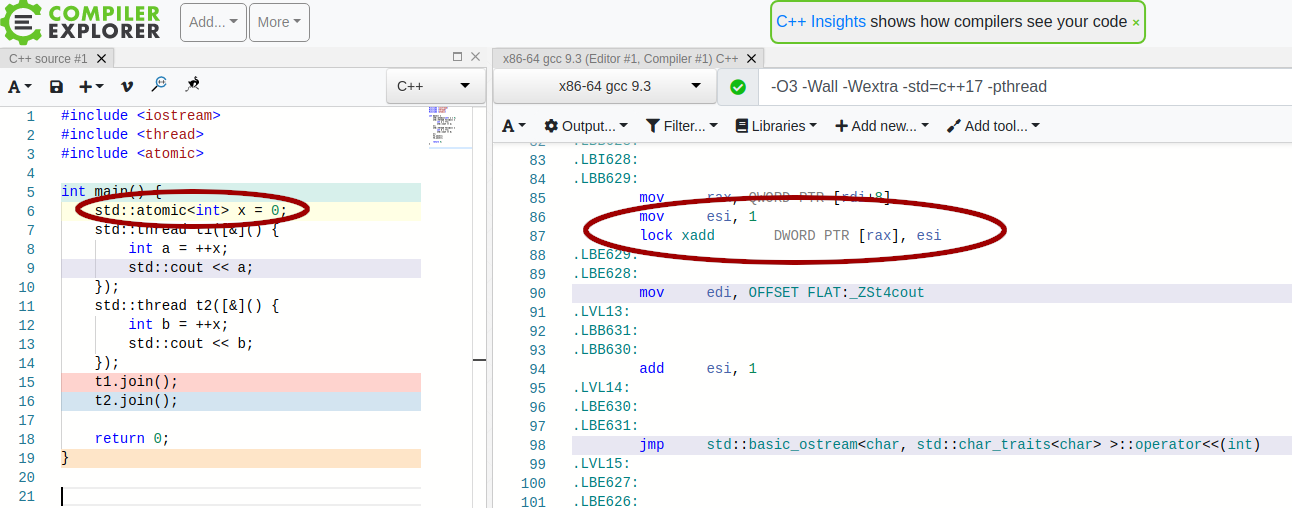 COMPILER
EXPLORER
Add...
More
C++ Insights shows how compilers see your code ×
C++ source #1 X
x86-64 gcc 9.3 (Editor #1, Compiler #1) C++ X
A
C++
x86-64 gcc 9.3
-O3 -Wall -Wextra -std=c++17 -pthread
A Output... Filter... Libraries + Add new... Add tool...
1 #include <iostream>
2 #include <thread>
3 #include <atomic>
4
5 int main() {
6 std::atomic<int> x = 0;
7 std::thread t1([&]() {
8 int a = ++x;
9 std::cout << a;
10 });
11 std::thread t2([&]() {
12 int b = ++x;
13 std::cout << b;
14 });
15 t1.join();
16 t2.join();
17
18 return 0;
19 }
20
21
83 .LBI628:
84 .LBB629:
85 mov rax, QWORD PTR [rdi+8]
86 mov esi, 1
87 lock xadd DWORD PTR [rax], esi
88 .LBE629:
89 .LBE628:
90 mov edi, OFFSET FLAT:_ZSt4cout
91 .LVL13:
92 .LBB631:
93 .LBB630:
94 add esi, 1
95 .LVL14:
96 .LBE630:
97 .LBE631:
98 jmp std::basic_ostream<char, std::char_traits<char> >::operator<<(int)
99 .LVL15:
100 .LBE627:
101 .LBE626: